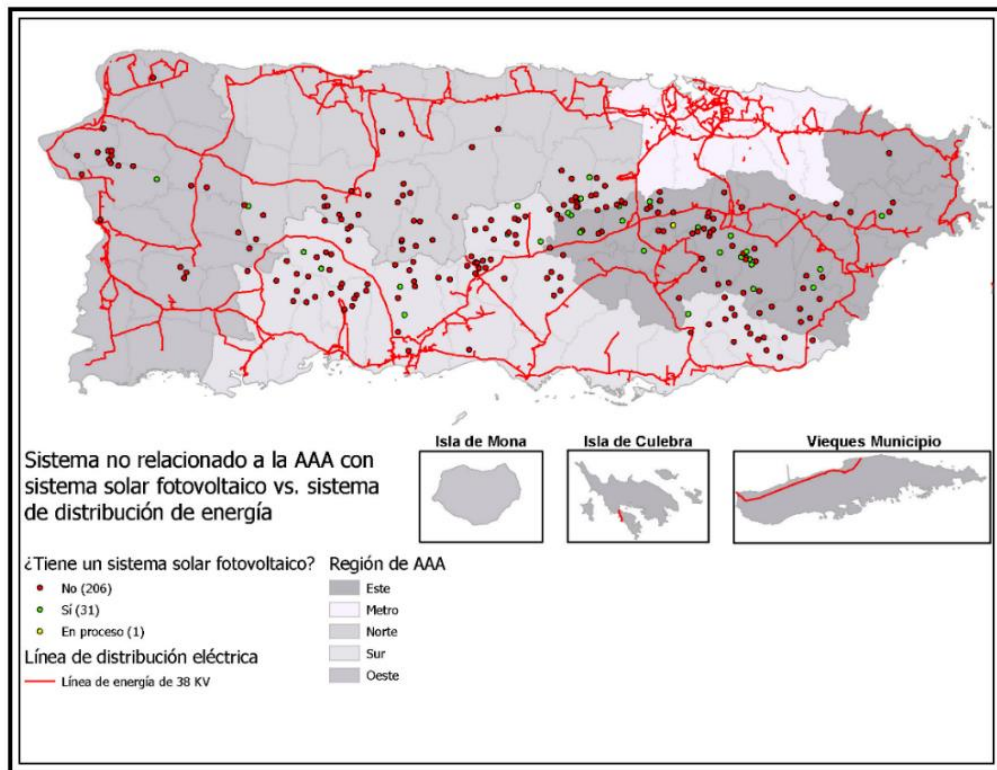 Isla de Mona
Isla de Culebra
Vieques Municipio
Sistema no relacionado a la AAA con
sistema solar fotovoltaico vs. sistema
de distribución de energía
¿Tiene un sistema solar fotovoltaico?
No (206)
Sí (31)
En proceso (1)
Línea de distribución eléctrica
Línea de energía de 38 KV
Región de AAA
Este
Metro
Norte
Sur
Oeste